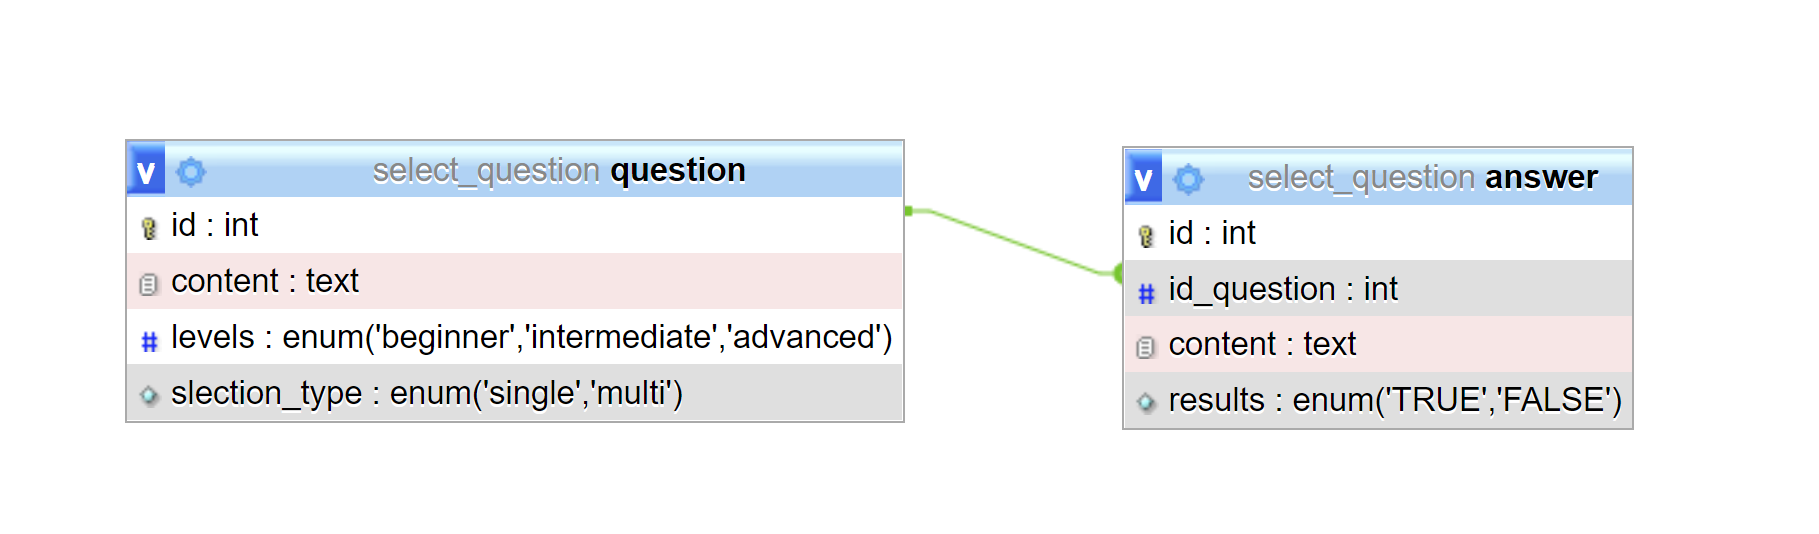 v select_question question
id : int
content : text
# levels : enum('beginner','intermediate','advanced')
slection_type : enum('single','multi')
v select_question answer
id : int
# id_question : int
content : text
results : enum('TRUE','FALSE')